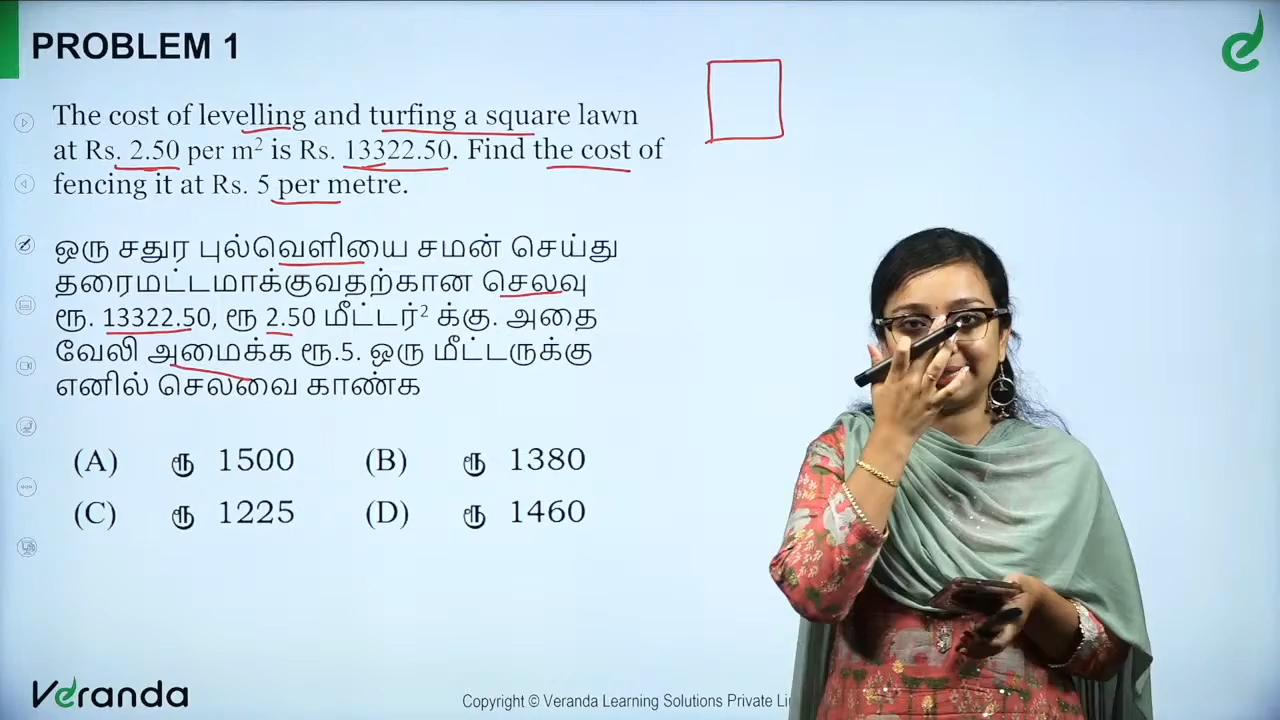 PROBLEM 1
The cost of levelling and turfing a square lawn
at Rs. 2.50 per m² is Rs. 13322.50. Find the cost of
fencing it at Rs. 5 per metre.
ஒரு சதுர புல்வெளியை சமன் செய்து
தரைமட்டமாக்குவதற்கான செலவு
ரூ. 13322.50, ரூ 2.50 மீட்டர்² க்கு. அதை
வேலி அமைக்க ரூ.5. ஒரு மீட்டருக்கு
எனில் செலவை காண்க
(A) ரூ 1500 (B) ரூ 1380
(C) ரூ 1225 (D) ரூ 1460
Veranda
Copyright © Veranda Learning Solutions Private